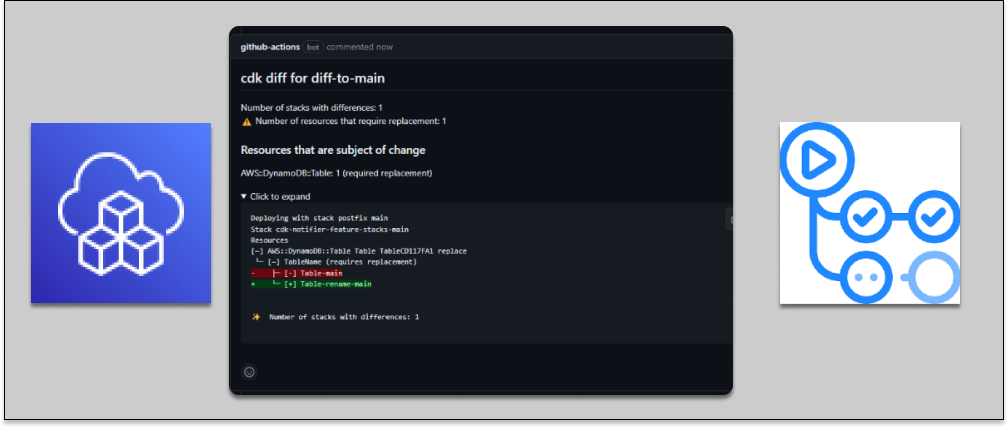 github-actions bot commented now
cdk diff for diff-to-main
Number of stacks with differences: 1
⚠️ Number of resources that require replacement: 1
Resources that are subject of change
AWS::DynamoDB::Table: 1 (required replacement)
▼ Click to expand
Deploying with stack postfix main
Stack cdk-notifier-feature-stacks-main
Resources
[~] AWS::DynamoDB::Table Table TableCD117FA1 replace
└─ [~] TableName (requires replacement)
- ├─ [-] Table-main
+ └─ [+] Table-rename-main
✨ Number of stacks with differences: 1